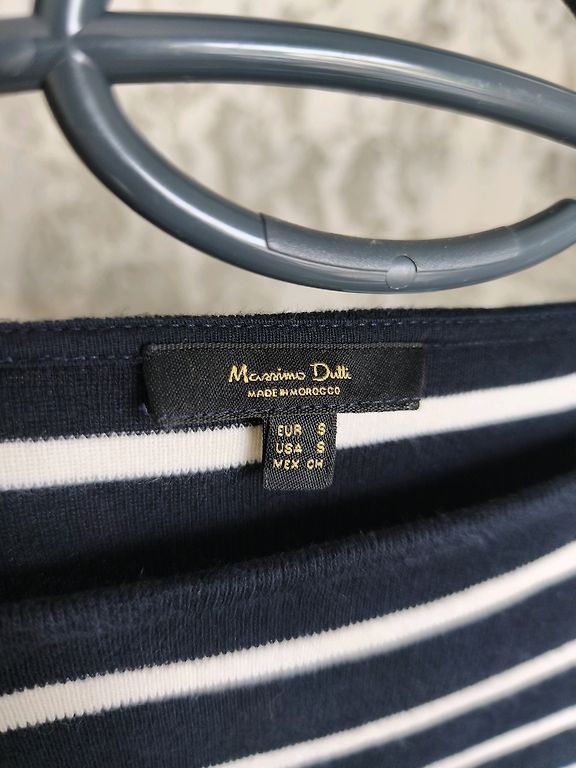 Massimo Dutti
MADE IN MOROCCO
EUR S
USA S
MEX CH